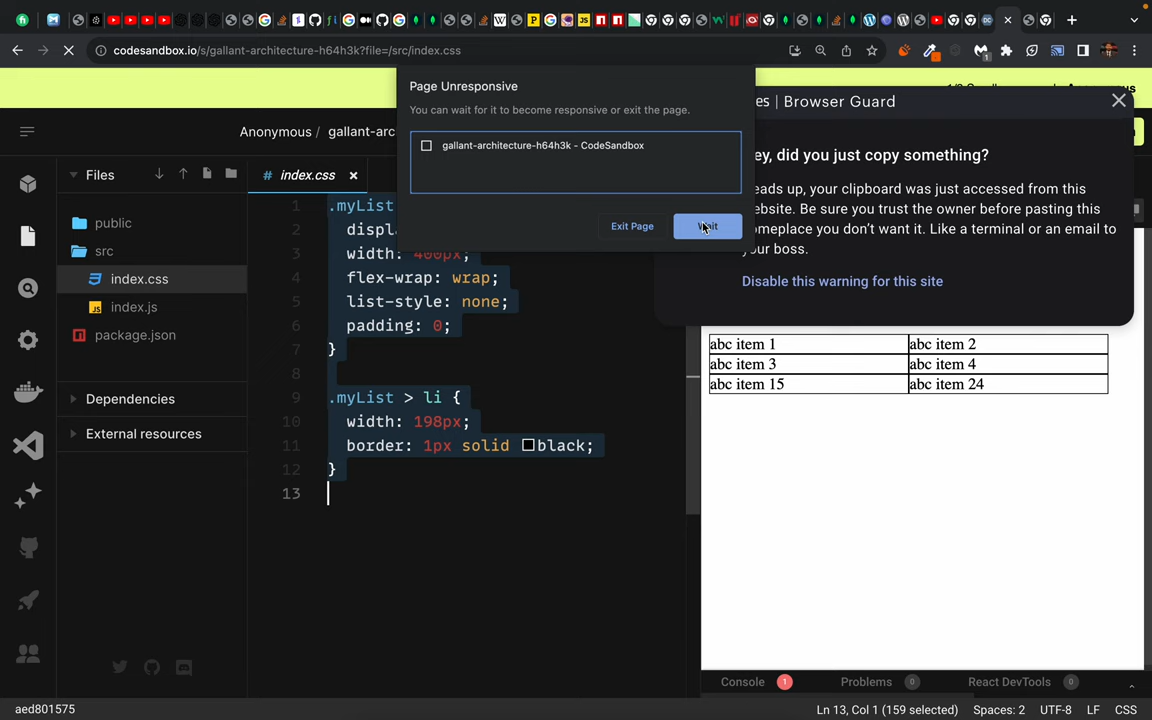 codesandbox.io/s/gallant-architecture-h64h3k?file=/src/index.css
Page Unresponsive
You can wait for it to become responsive or exit the page.
gallant-architecture-h64h3k - CodeSandbox
Exit Page
Wait
Anonymous / gallant-arc
| Browser Guard
ey, did you just copy something?
eads up, your clipboard was just accessed from this
ebsite. Be sure you trust the owner before pasting this
omeplace you don't want it. Like a terminal or an email to
our boss.
Disable this warning for this site
Files
public
src
index.css
index.js
package.json
Dependencies
External resources
# index.css
1 .myList
2 displ
3 width: 400px;
4 flex-wrap: wrap;
5 list-style: none;
6 padding: 0;
7 }
8
9 .myList > li {
10 width: 198px;
11 border: 1px solid black;
12 }
13
abc item 1 abc item 2
abc item 3 abc item 4
abc item 15 abc item 24
Console 1 Problems 0 React DevTools 0
aed801575
Ln 13, Col 1 (159 selected) Spaces: 2 UTF-8 LF CSS